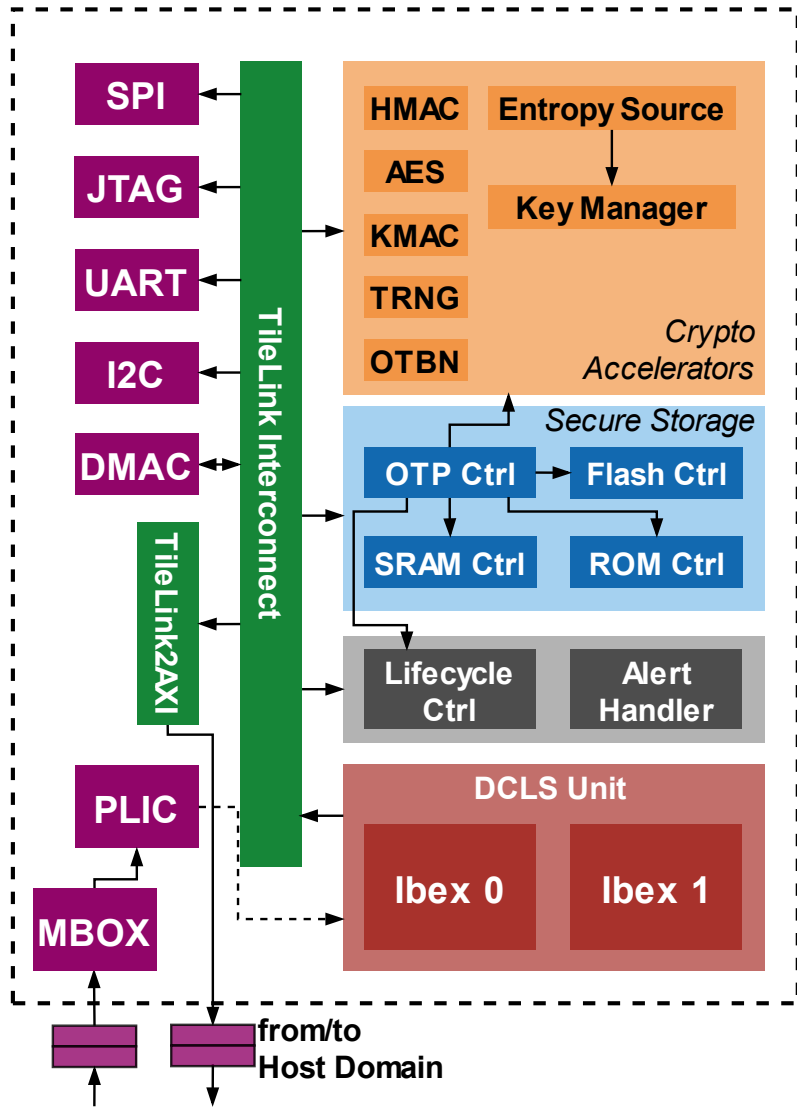 SPI
JTAG
UART
I2C
DMAC
TileLink Interconnect
TileLink2AXI
PLIC
MBOX
HMAC
AES
KMAC
TRNG
OTBN
Entropy Source
Key Manager
Crypto
Accelerators
Secure Storage
OTP Ctrl
Flash Ctrl
SRAM Ctrl
ROM Ctrl
Lifecycle
Ctrl
Alert
Handler
DCLS Unit
Ibex 0
Ibex 1
from/to
Host Domain